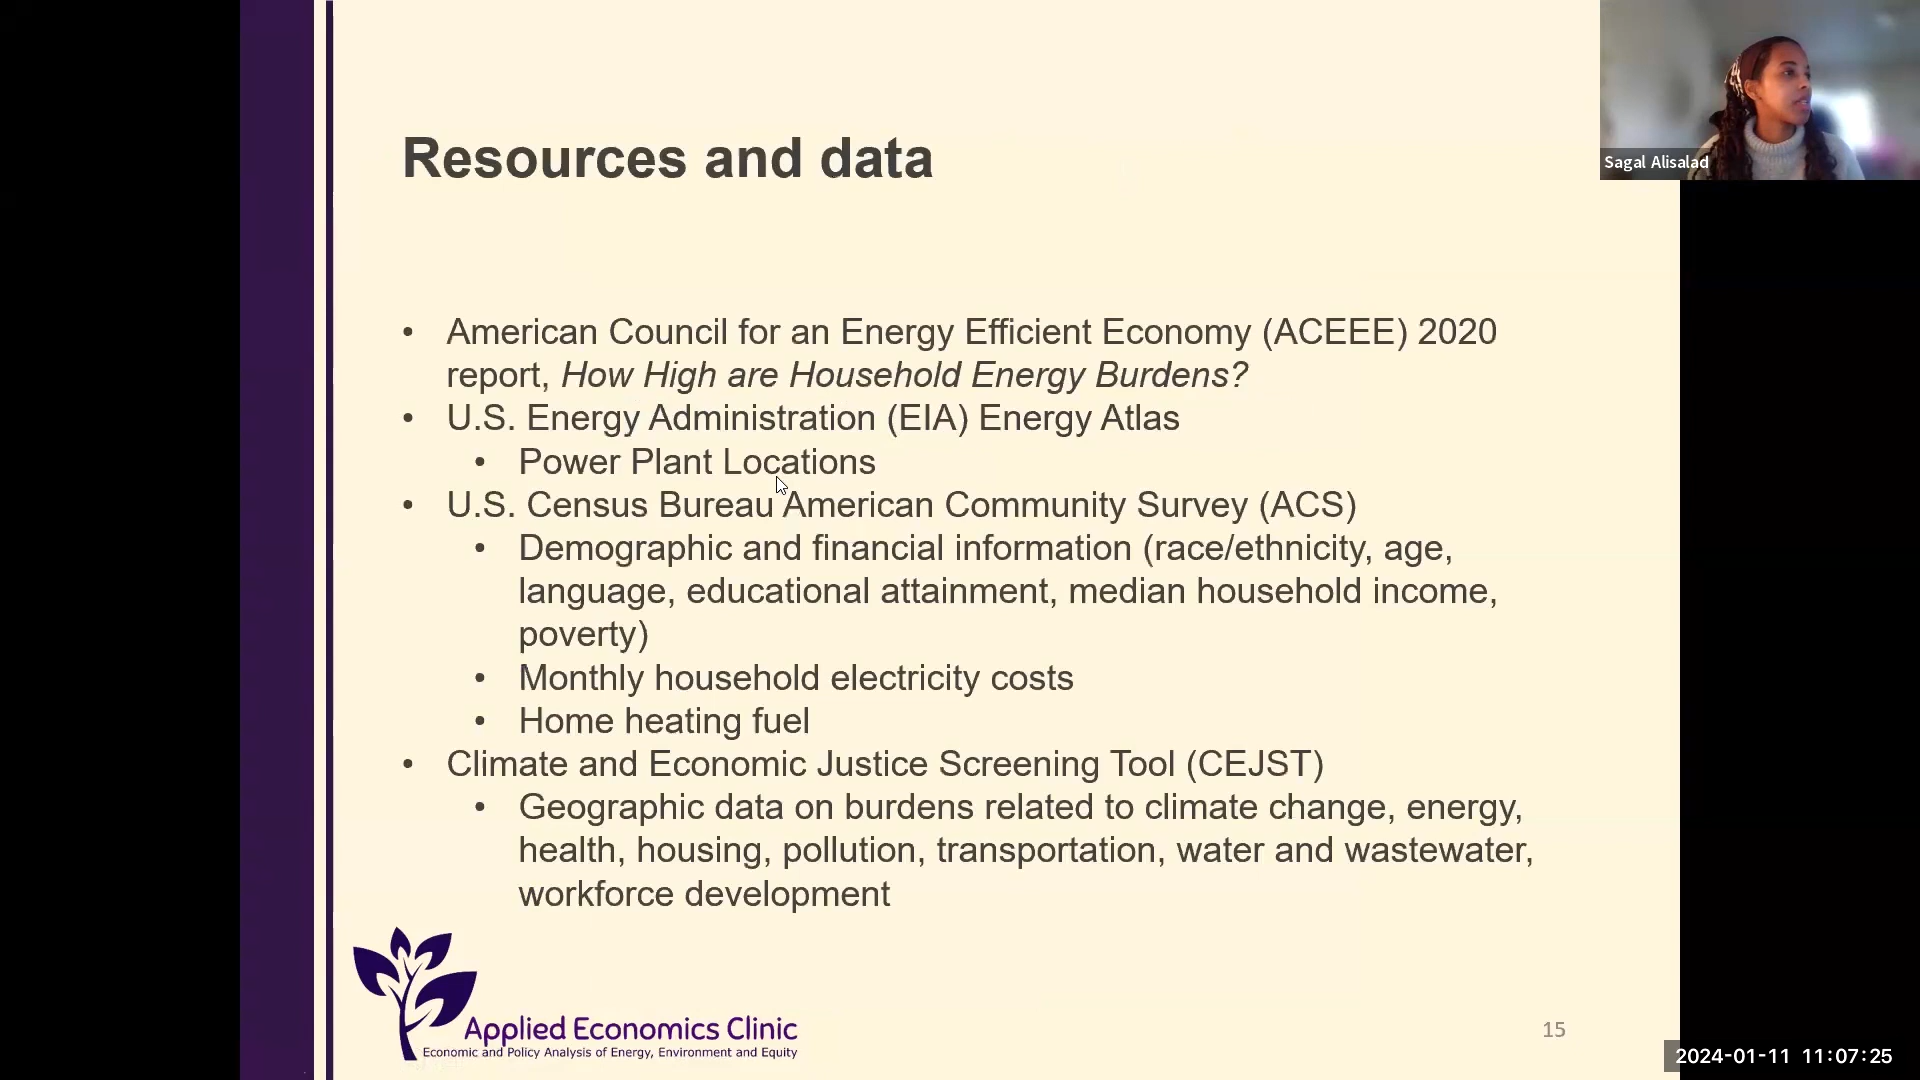 Resources and data
Sagal Alisalad
• American Council for an Energy Efficient Economy (ACEEE) 2020
report, How High are Household Energy Burdens?
• U.S. Energy Administration (EIA) Energy Atlas
• Power Plant Locations
• U.S. Census Bureau American Community Survey (ACS)
• Demographic and financial information (race/ethnicity, age,
language, educational attainment, median household income,
poverty)
• Monthly household electricity costs
• Home heating fuel
• Climate and Economic Justice Screening Tool (CEJST)
• Geographic data on burdens related to climate change, energy,
health, housing, pollution, transportation, water and wastewater,
workforce development
Applied Economics Clinic
Economic and Policy Analysis of Energy, Environment and Equity
15
2024-01-11 11:07:25